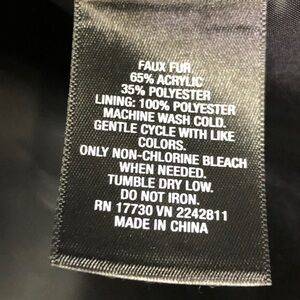 FAUX FUR
65% ACRYLIC
35% POLYESTER
LINING: 100% POLYESTER
MACHINE WASH COLD.
GENTLE CYCLE WITH LIKE
COLORS.
ONLY NON-CHLORINE BLEACH
WHEN NEEDED.
TUMBLE DRY LOW.
DO NOT IRON.
RN 17730 VN 2242811
MADE IN CHINA